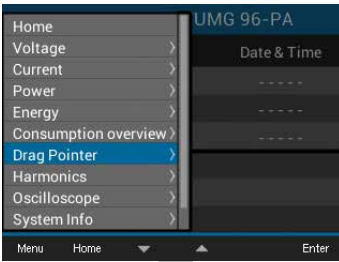 UMG 96-PA
Home
Voltage >
Date & Time
Current >
Power >
- - - - -
Energy >
- - - - -
Consumption overview >
- - - - -
Drag Pointer >
Harmonics >
Oscilloscope >
System Info >
Menu Home ▼ ▲ Enter